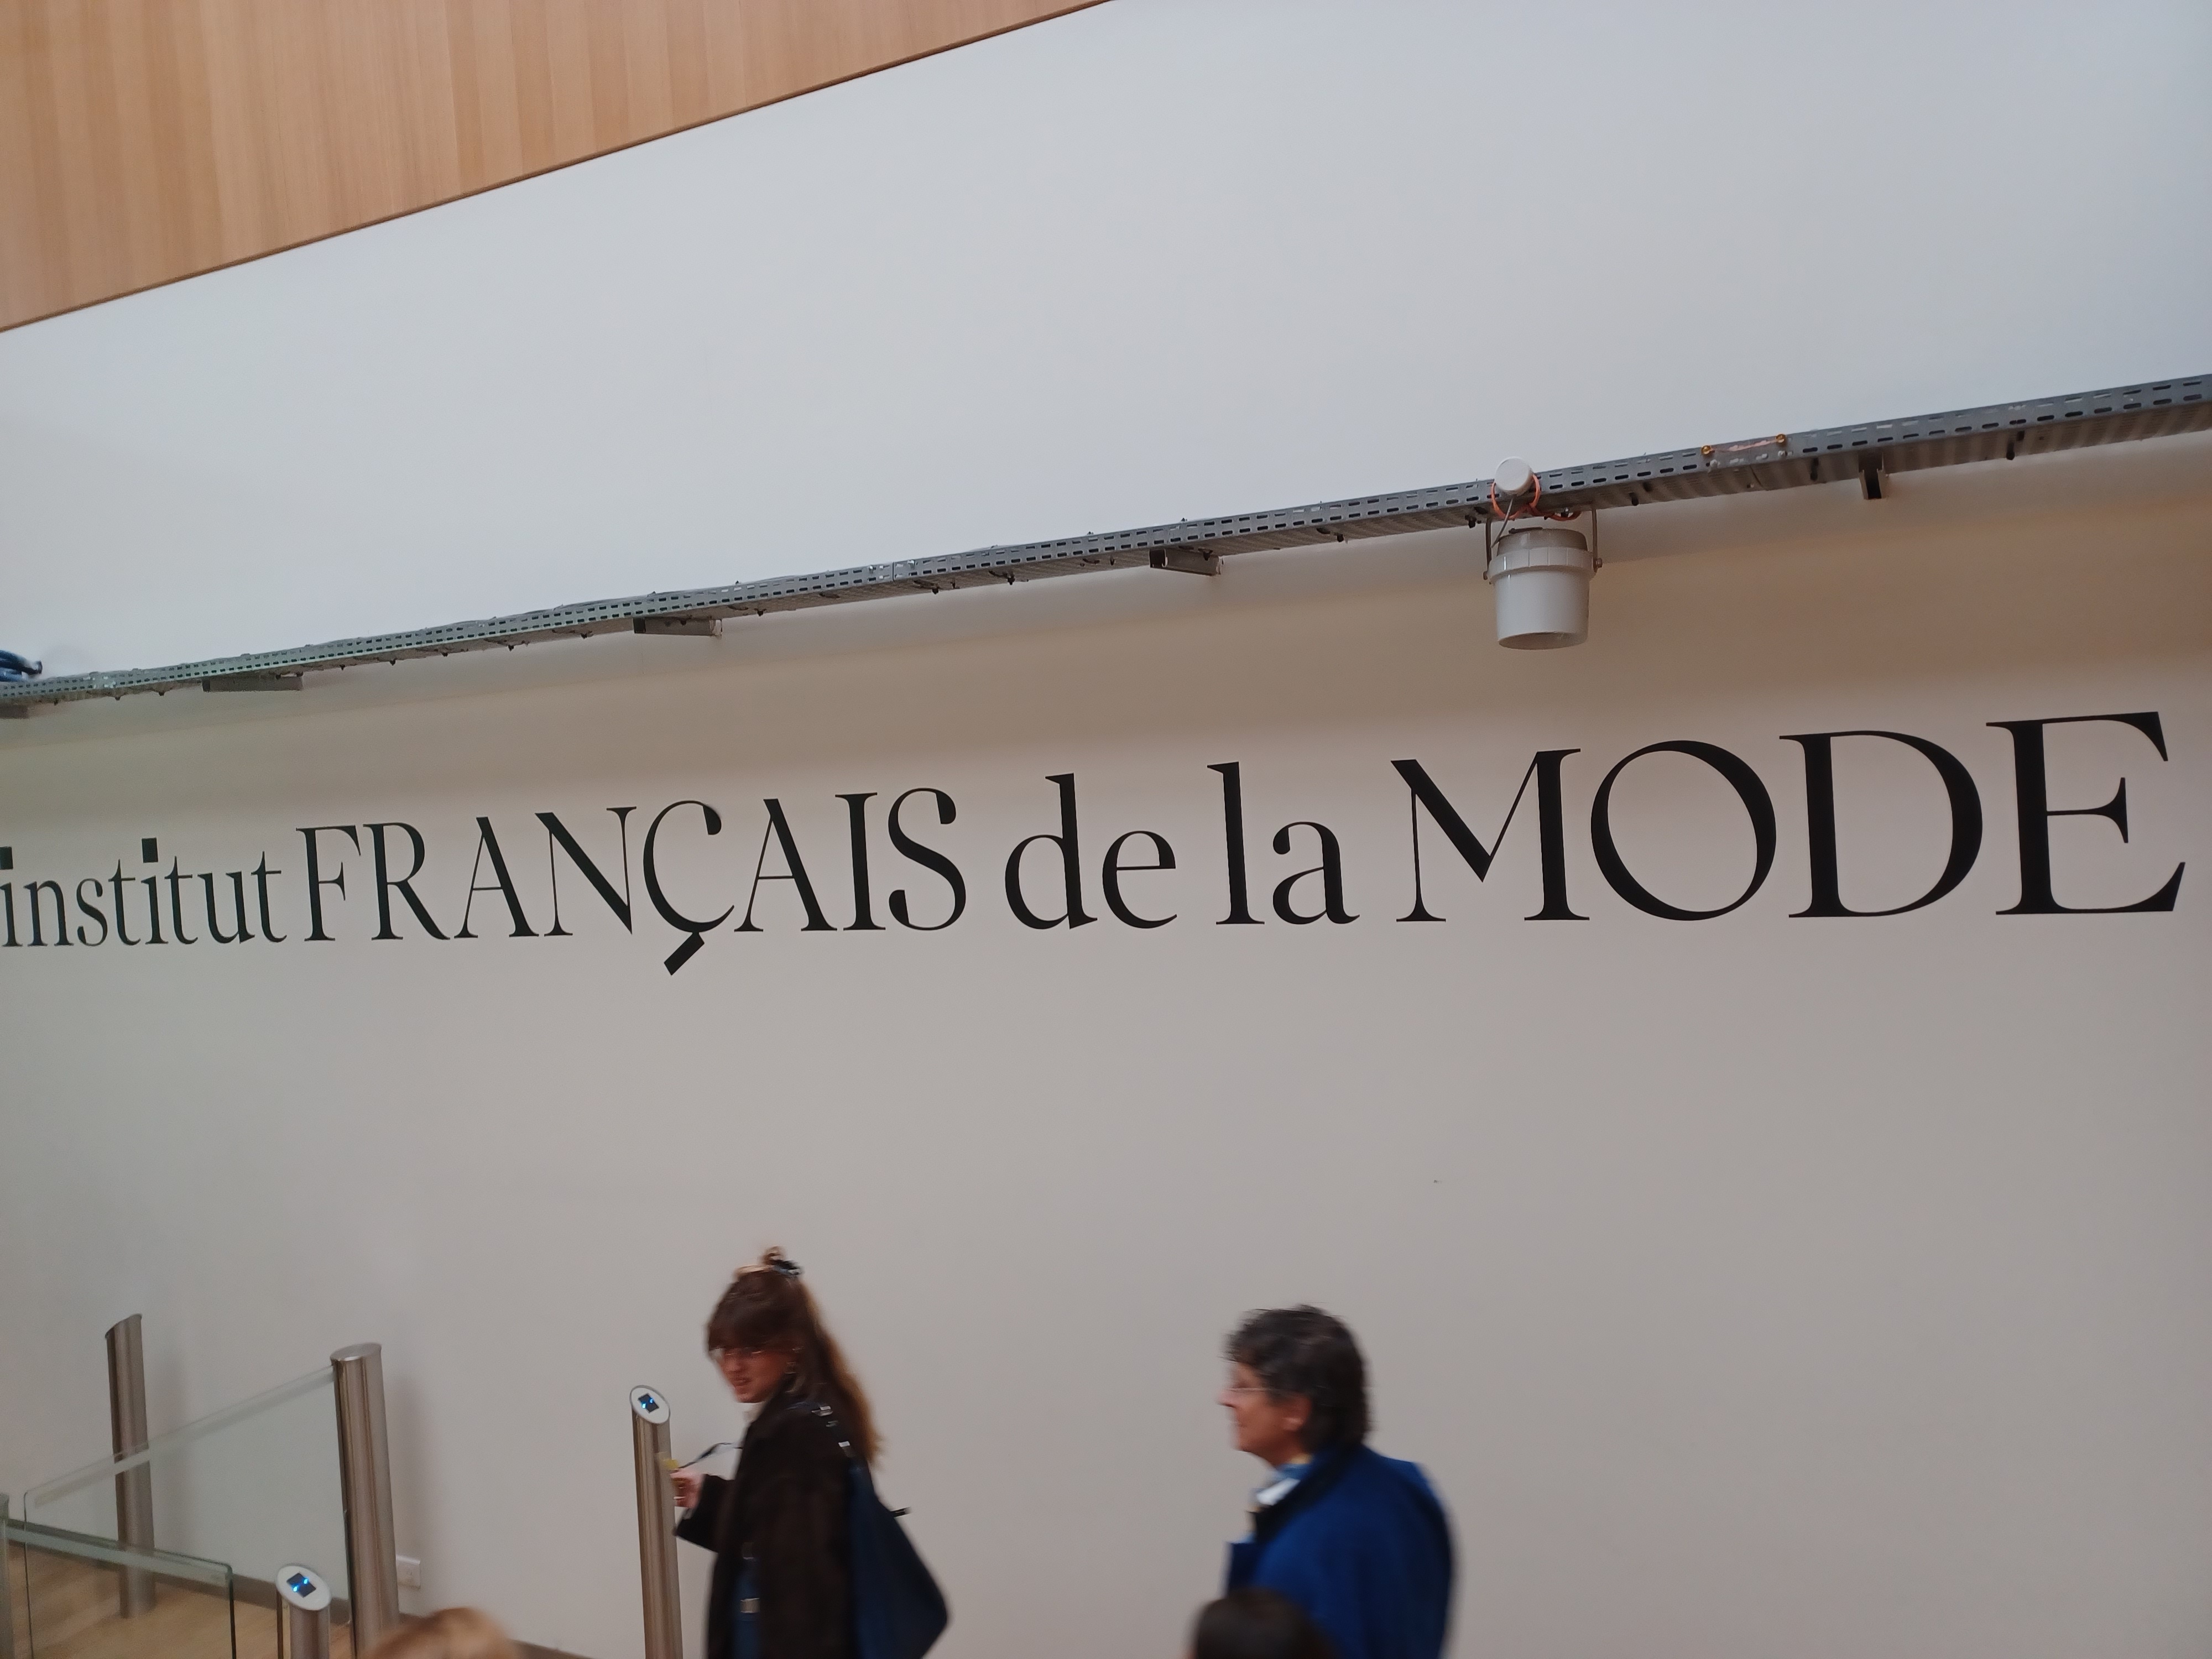 institut FRANÇAIS de la MODE